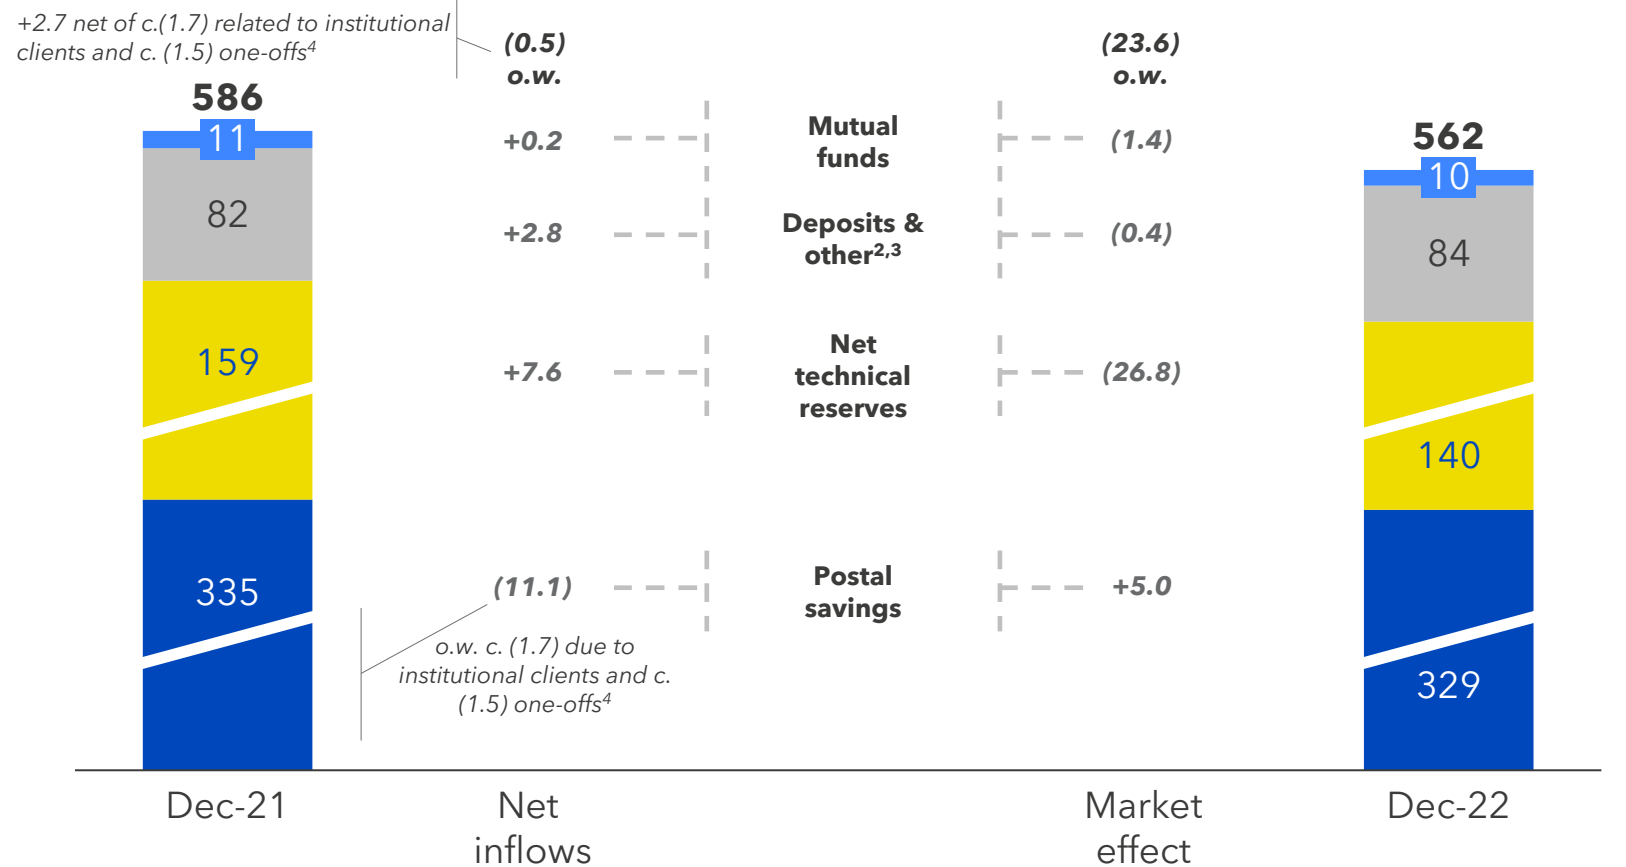 +2.7 net of c.(1.7) related to institutional
clients and c. (1.5) one-offs⁴
(0.5)
o.w.
(23.6)
o.w.
586
11
82
159
335
+0.2
Mutual
funds
(1.4)
+2.8
Deposits &
other²,³
(0.4)
+7.6
Net
technical
reserves
(26.8)
(11.1)
Postal
savings
+5.0
o.w. c. (1.7) due to
institutional clients and c.
(1.5) one-offs⁴
562
10
84
140
329
Dec-21
Net
inflows
Market
effect
Dec-22